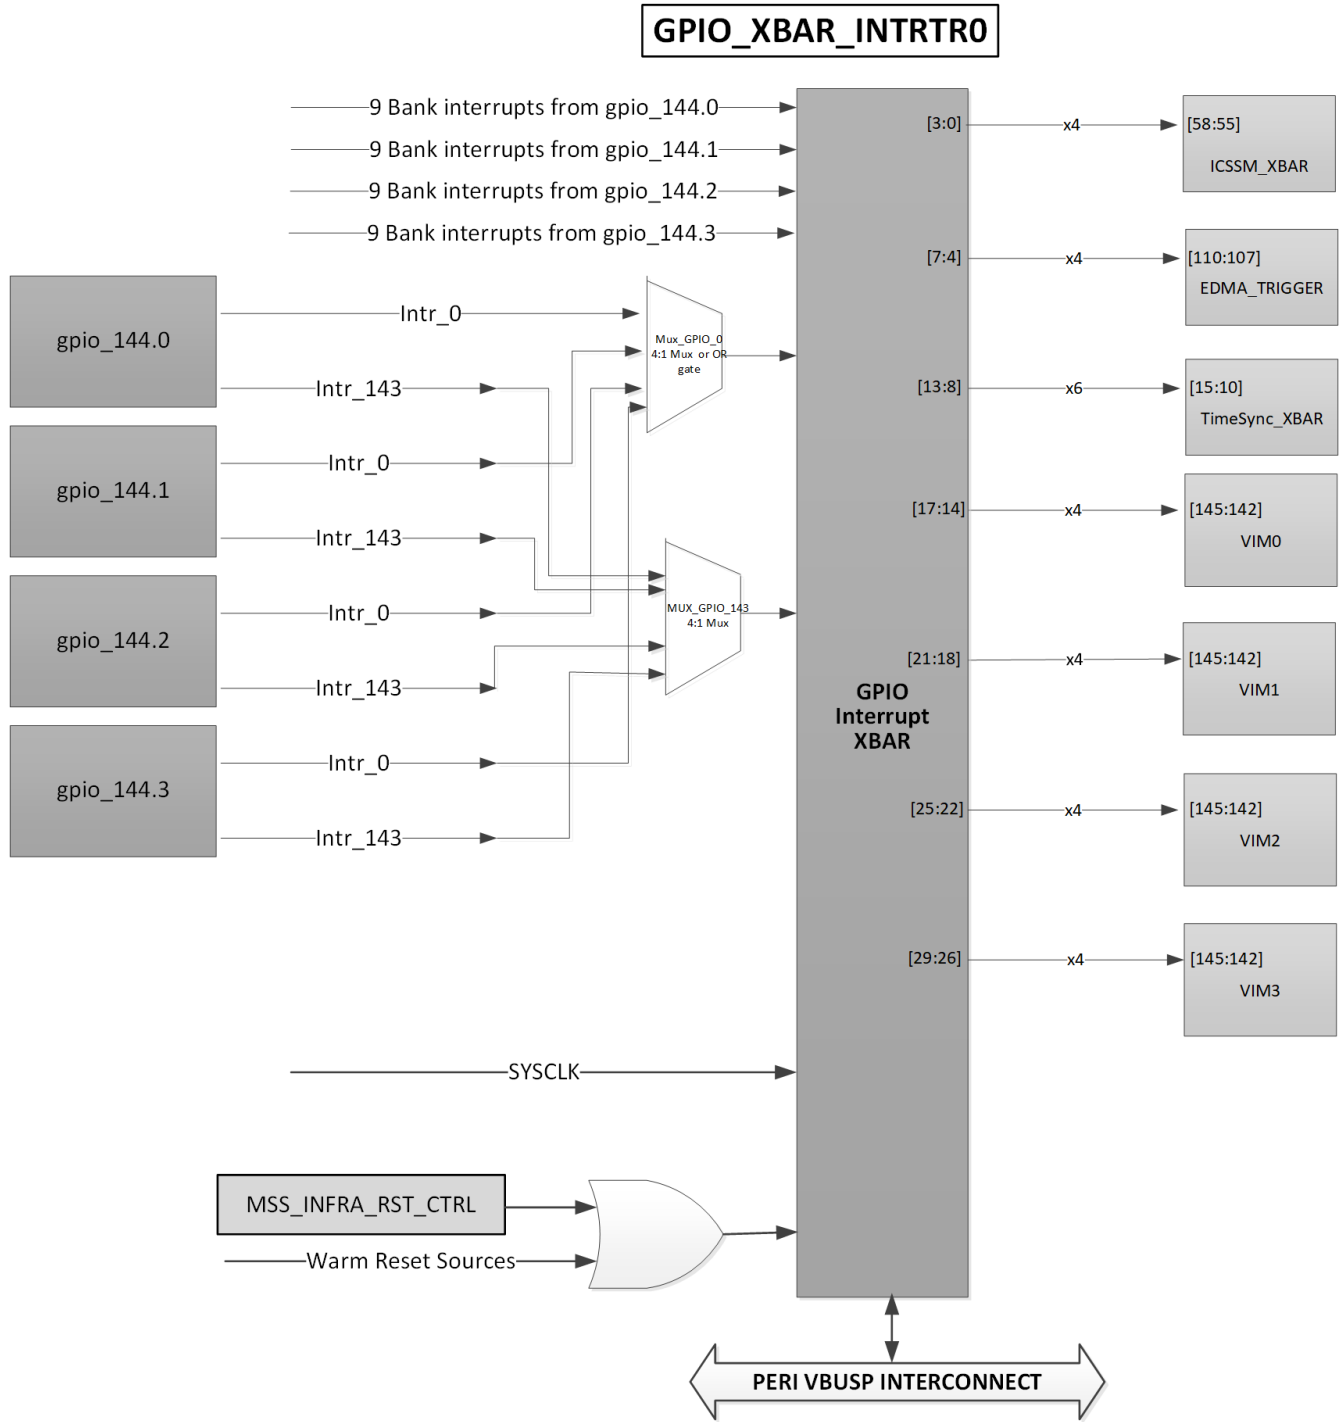 GPIO_XBAR_INTRTR0
9 Bank interrupts from gpio_144.0
9 Bank interrupts from gpio_144.1
9 Bank interrupts from gpio_144.2
9 Bank interrupts from gpio_144.3
gpio_144.0
Intr_0
Intr_143
gpio_144.1
Intr_0
Intr_143
gpio_144.2
Intr_0
Intr_143
gpio_144.3
Intr_0
Intr_143
Mux_GPIO_0
4:1 Mux or OR
gate
MUX_GPIO_143
4:1 Mux
GPIO
Interrupt
XBAR
[3:0]
x4
[58:55]
ICSSM_XBAR
[7:4]
x4
[110:107]
EDMA_TRIGGER
[13:8]
x6
[15:10]
TimeSync_XBAR
[17:14]
x4
[145:142]
VIM0
[21:18]
x4
[145:142]
VIM1
[25:22]
x4
[145:142]
VIM2
[29:26]
x4
[145:142]
VIM3
SYSCLK
MSS_INFRA_RST_CTRL
Warm Reset Sources
PERI VBUSP INTERCONNECT